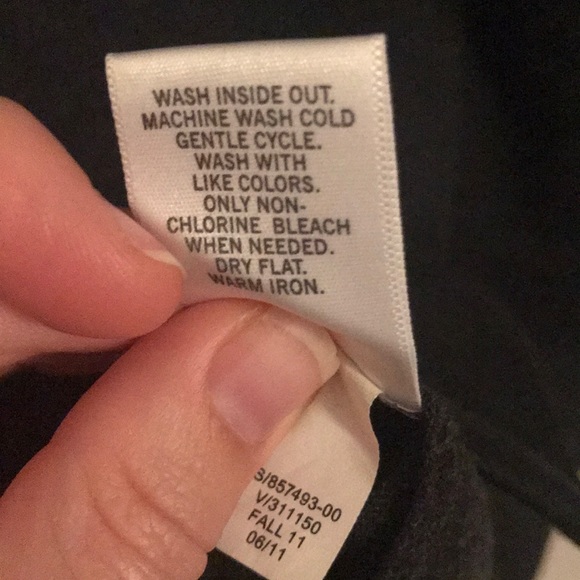 WASH INSIDE OUT.
MACHINE WASH COLD
GENTLE CYCLE.
WASH WITH
LIKE COLORS.
ONLY NON-
CHLORINE BLEACH
WHEN NEEDED.
DRY FLAT.
WARM IRON.
S/857493-00
V/311150
FALL 11
06/11